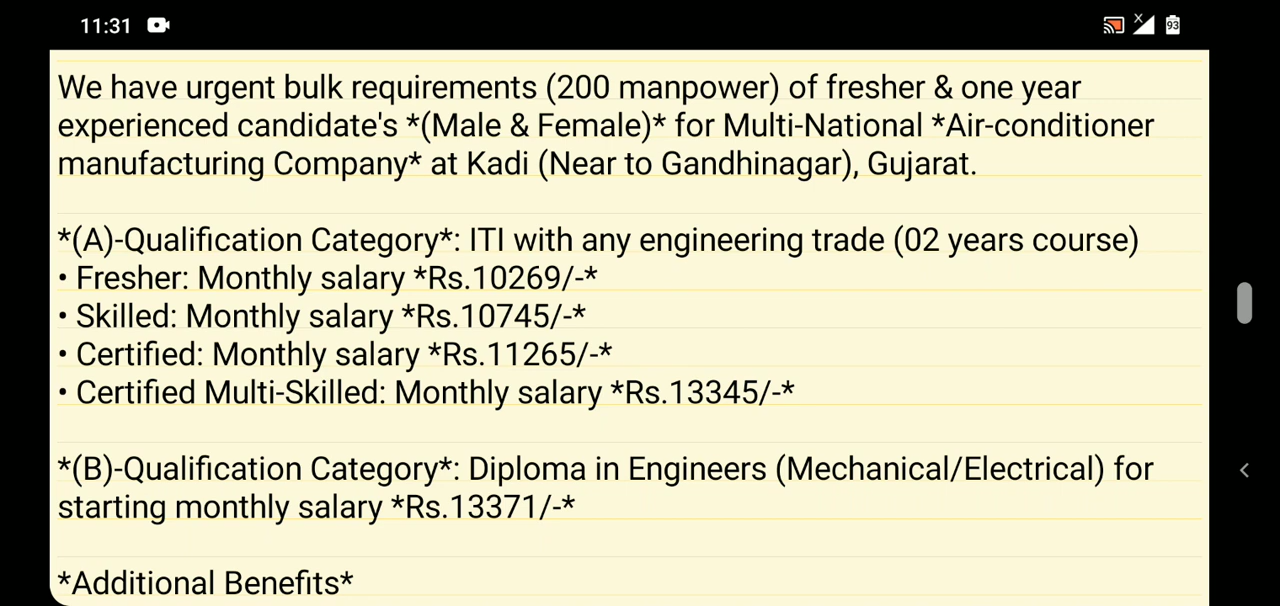 11:31
93
We have urgent bulk requirements (200 manpower) of fresher & one year
experienced candidate's *(Male & Female)* for Multi-National *Air-conditioner
manufacturing Company* at Kadi (Near to Gandhinagar), Gujarat.
*(A)-Qualification Category*: ITI with any engineering trade (02 years course)
• Fresher: Monthly salary *Rs.10269/-*
• Skilled: Monthly salary *Rs.10745/-*
• Certified: Monthly salary *Rs.11265/-*
• Certified Multi-Skilled: Monthly salary *Rs.13345/-*
*(B)-Qualification Category*: Diploma in Engineers (Mechanical/Electrical) for
starting monthly salary *Rs.13371/-*
*Additional Benefits*